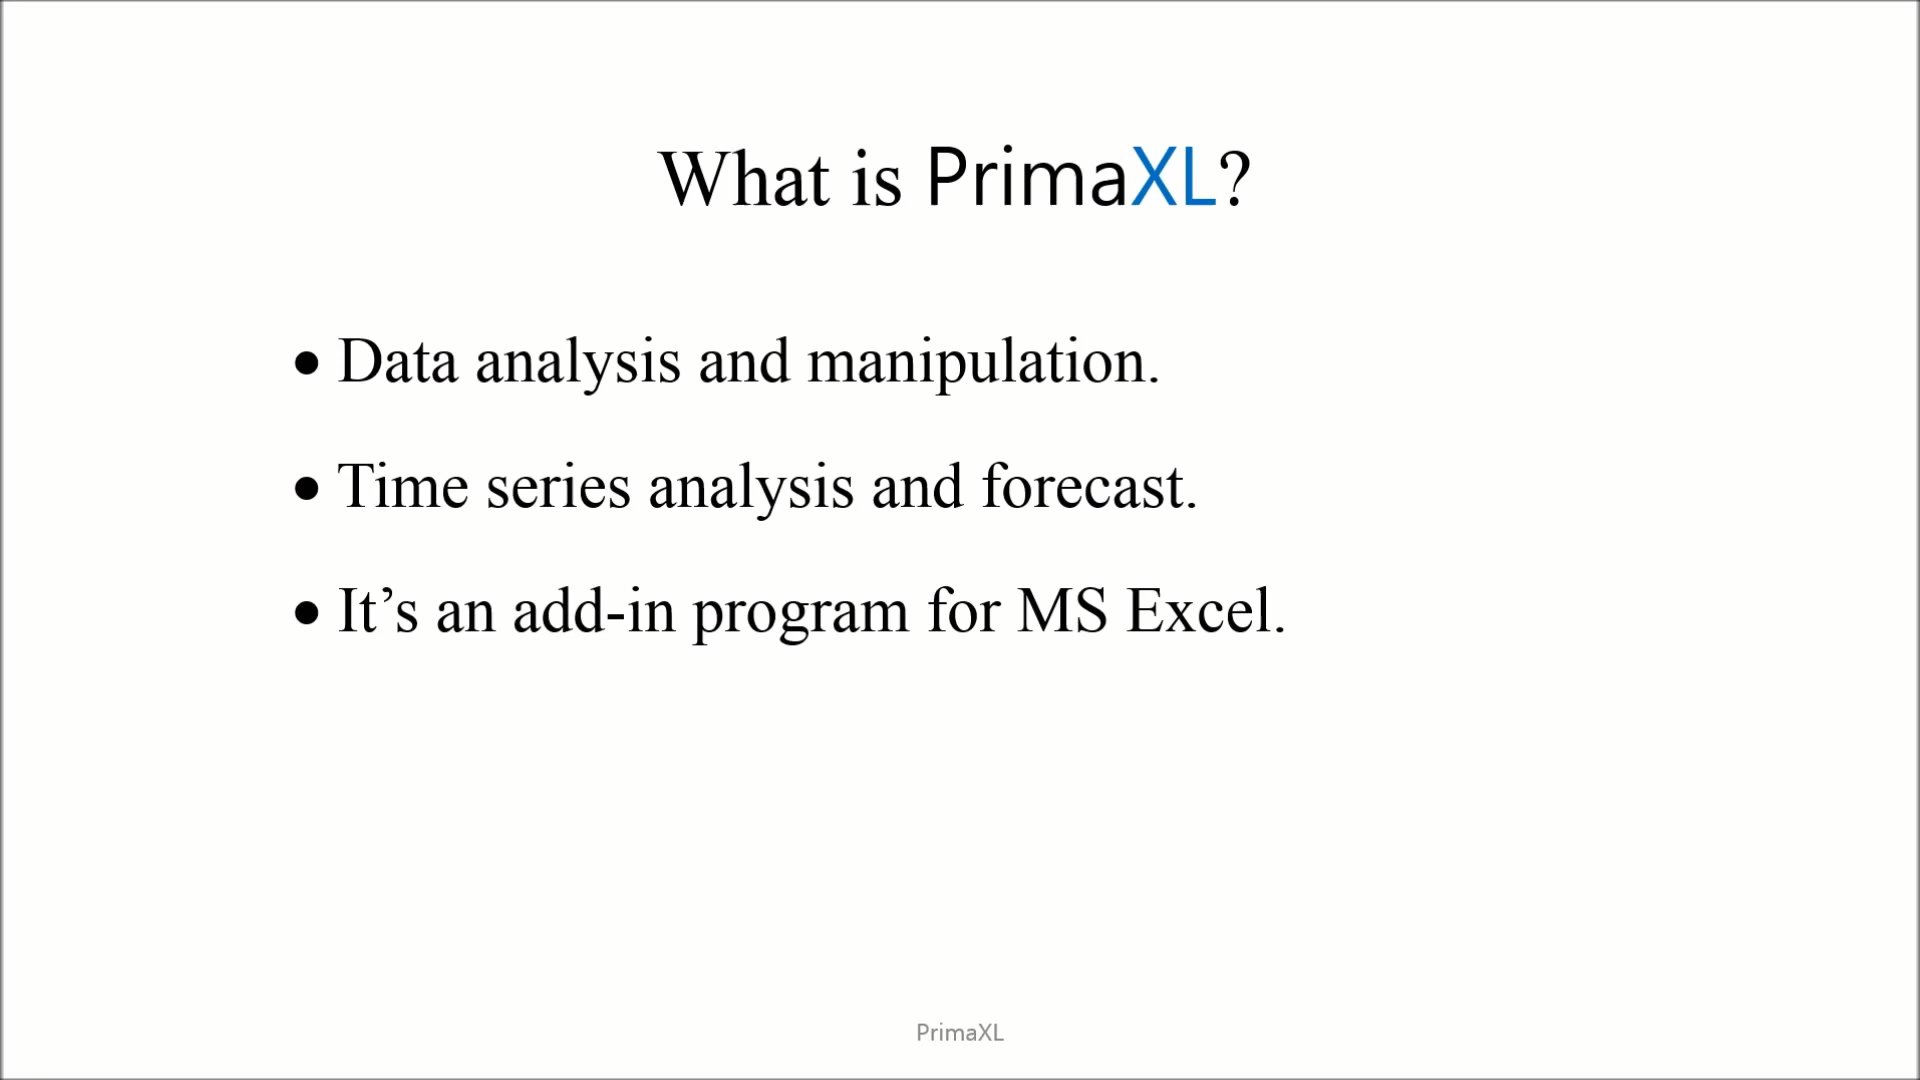 What is PrimaXL?
• Data analysis and manipulation.
• Time series analysis and forecast.
• It’s an add-in program for MS Excel.
PrimaXL